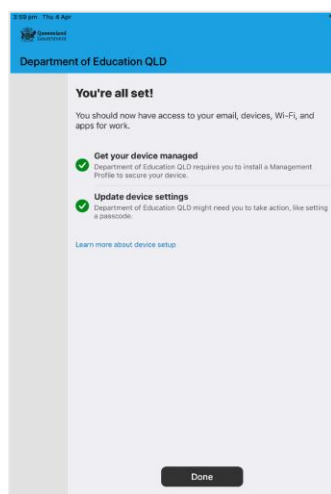 3:59 pm Thu 4 Apr
Queensland
Government
Department of Education QLD
You're all set!
You should now have access to your email, devices, Wi-Fi, and
apps for work.
Get your device managed
Department of Education QLD requires you to install a Management
Profile to secure your device.
Update device settings
Department of Education QLD might need you to take action, like setting
a passcode.
Learn more about device setup
Done